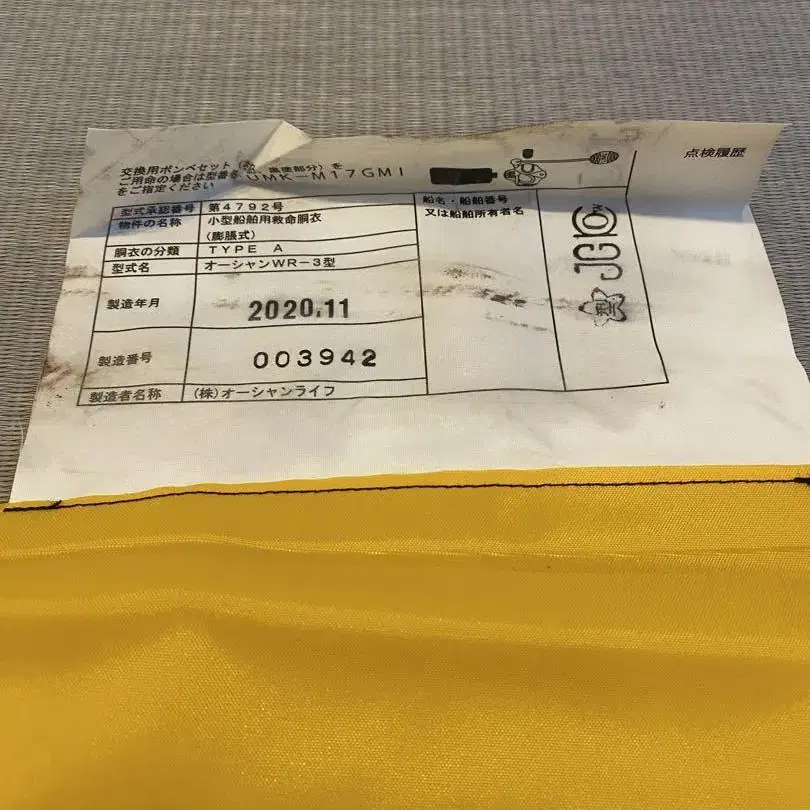 交換用ボンベセット
ご用命の場合は型番号 UMK-M17GMI
をご指定ください
点検履歴
型式承認番号 第4792号
物件の名称 小型船舶用救命胴衣
(膨脹式)
胴衣の分類 TYPE A
型式名 オーシャンWR-3型
製造年月 2020.11
製造番号 003942
製造者名称 (株)オーシャンライフ
船名・船舶番号
又は船舶所有者名
JCI
型